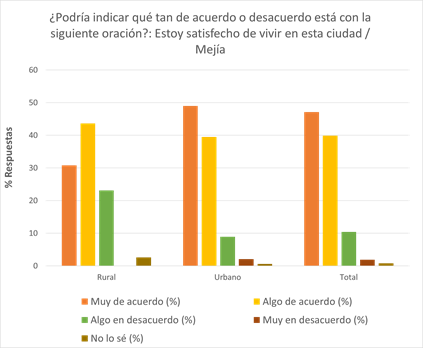 ¿Podría indicar qué tan de acuerdo o desacuerdo está con la
siguiente oración?: Estoy satisfecho de vivir en esta ciudad /
Mejía
% Respuestas
60
50
40
30
20
10
0
Rural Urbano Total
Muy de acuerdo (%) Algo de acuerdo (%)
Algo en desacuerdo (%) Muy en desacuerdo (%)
No lo sé (%)